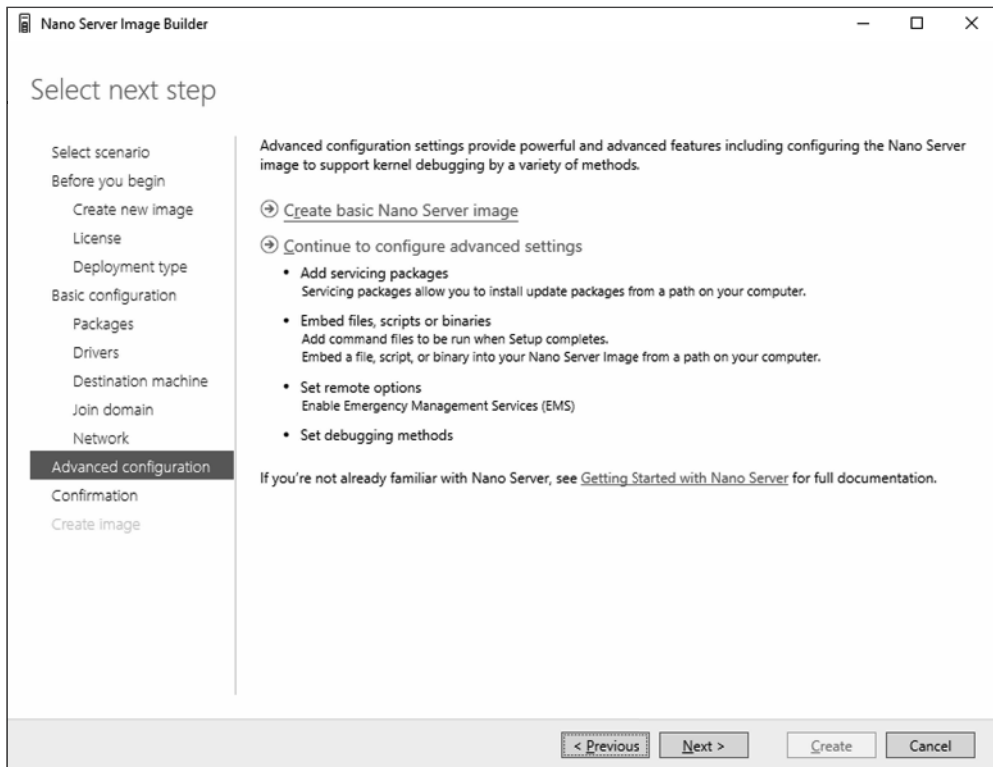 Nano Server Image Builder
Select next step
Select scenario
Before you begin
Create new image
License
Deployment type
Basic configuration
Packages
Drivers
Destination machine
Join domain
Network
Advanced configuration
Confirmation
Create image
Advanced configuration settings provide powerful and advanced features including configuring the Nano Server
image to support kernel debugging by a variety of methods.
Create basic Nano Server image
Continue to configure advanced settings
• Add servicing packages
Servicing packages allow you to install update packages from a path on your computer.
• Embed files, scripts or binaries
Add command files to be run when Setup completes.
Embed a file, script, or binary into your Nano Server Image from a path on your computer.
• Set remote options
Enable Emergency Management Services (EMS)
• Set debugging methods
If you're not already familiar with Nano Server, see Getting Started with Nano Server for full documentation.
< Previous
Next >
Create
Cancel